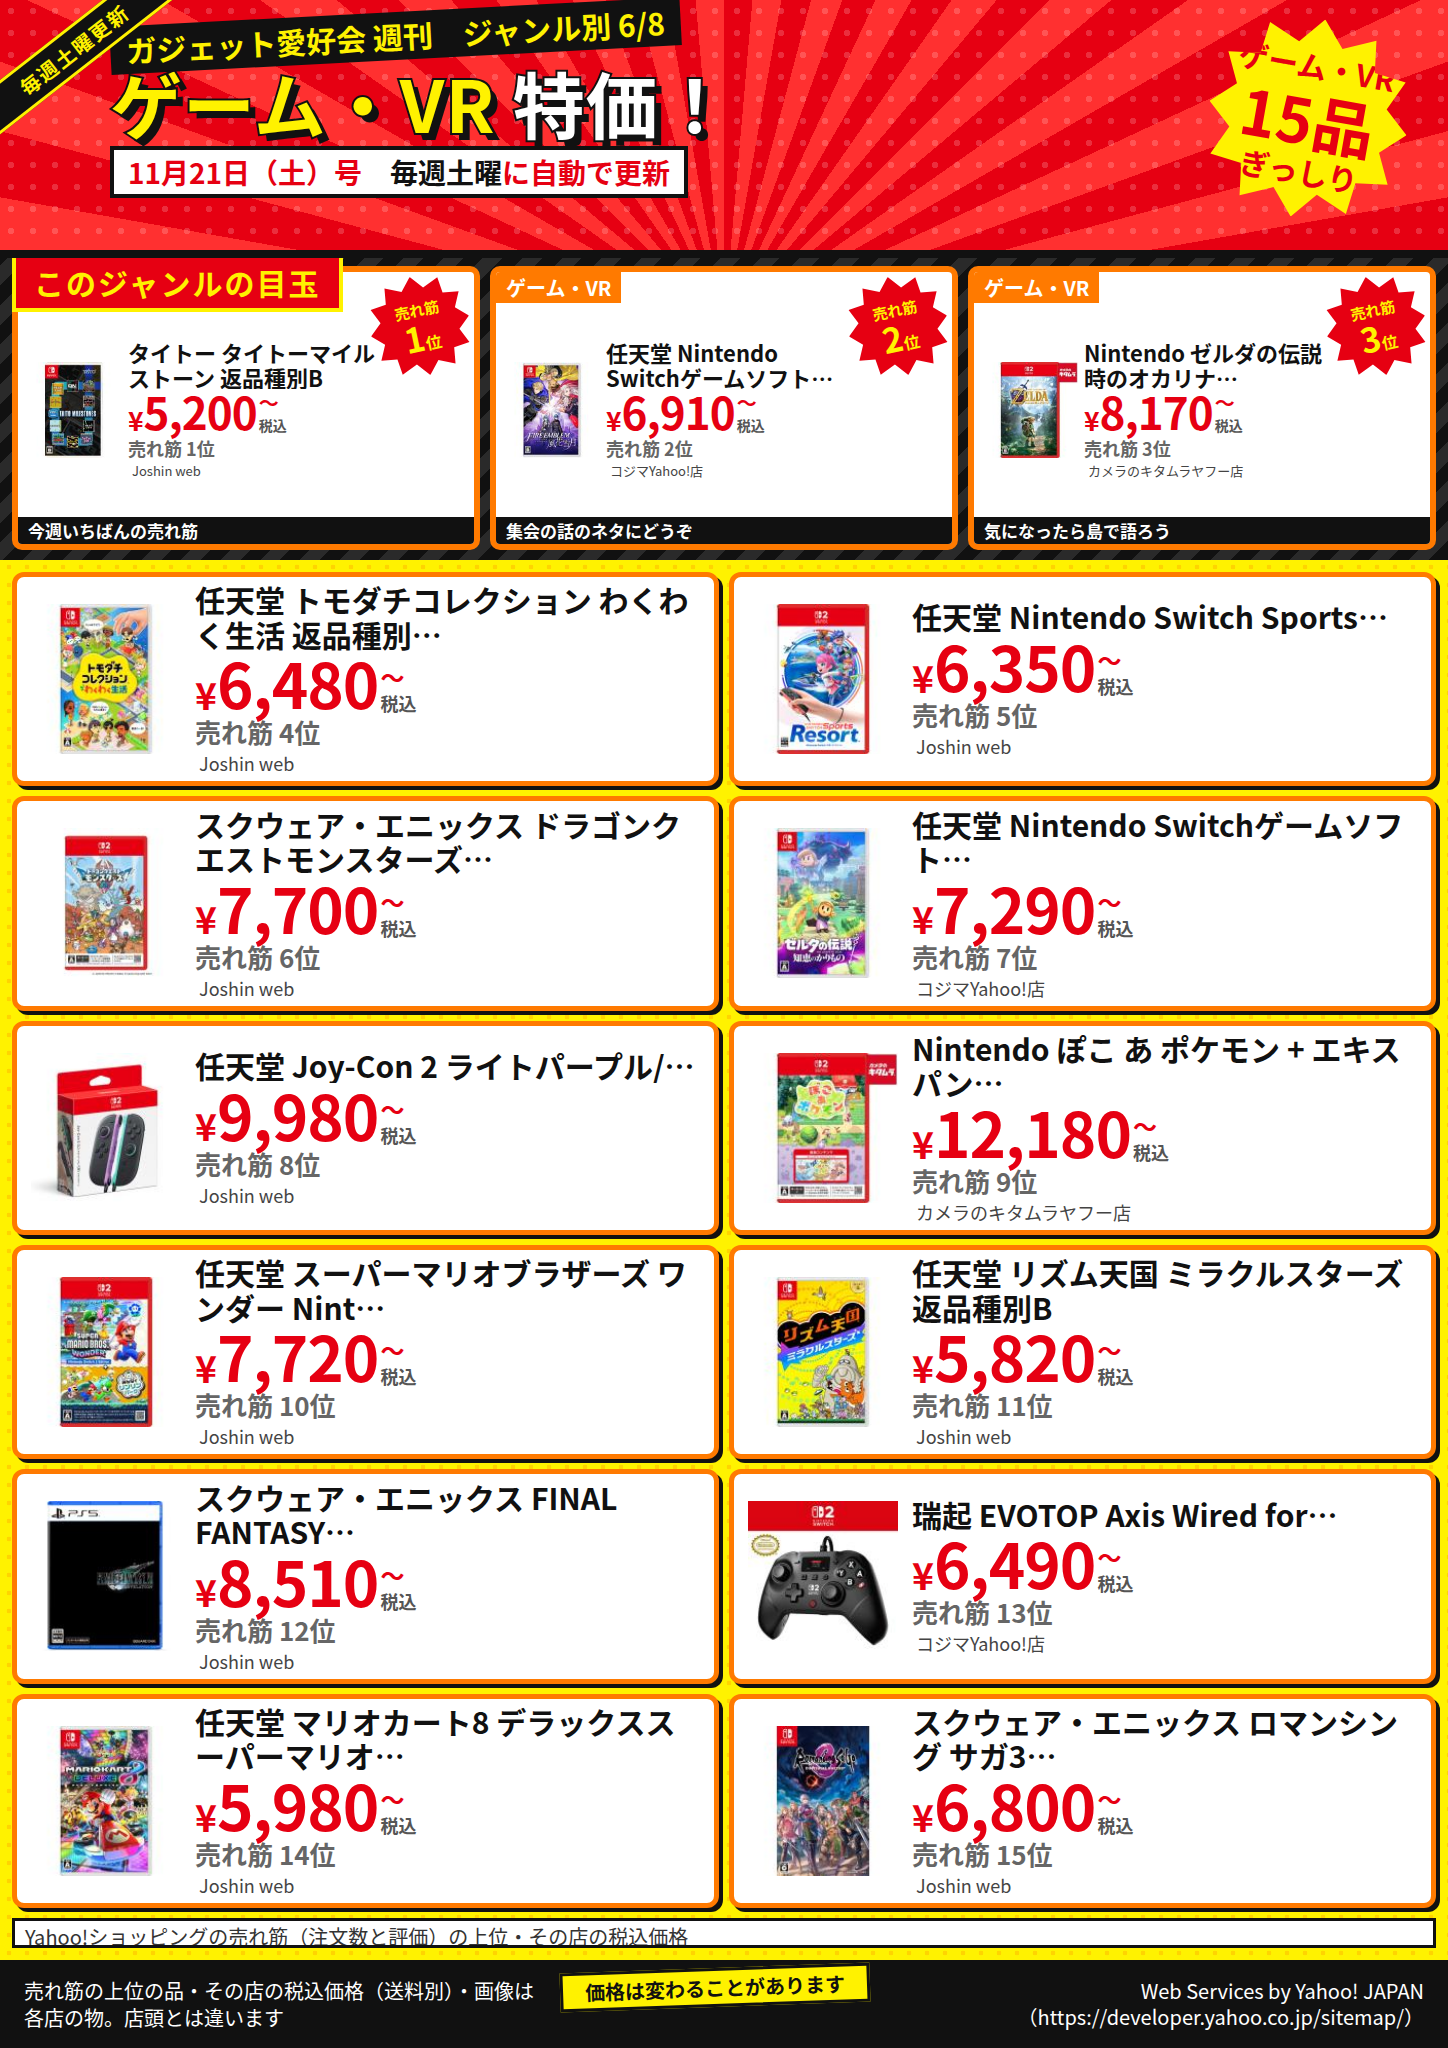 毎週土曜更新
ガジェット愛好会 週刊　ジャンル別 6/8
ゲーム・VR 特価！
11月21日（土）号　毎週土曜に自動で更新
ゲーム・VR
15品
ぎっしり
このジャンルの目玉
売れ筋
1位
タイトー タイトーマイル
ストーン 返品種別B
¥5,200～
税込
売れ筋 1位
Joshin web
今週いちばんの売れ筋
ゲーム・VR
売れ筋
2位
任天堂 Nintendo
Switchゲームソフト…
¥6,910～
税込
売れ筋 2位
コジマYahoo!店
集会の話のネタにどうぞ
ゲーム・VR
売れ筋
3位
Nintendo ゼルダの伝説
時のオカリナ…
¥8,170～
税込
売れ筋 3位
カメラのキタムラヤフー店
気になったら島で語ろう
任天堂 トモダチコレクション わくわ
く生活 返品種別…
¥6,480～
税込
売れ筋 4位
Joshin web
任天堂 Nintendo Switch Sports…
¥6,350～
税込
売れ筋 5位
Joshin web
スクウェア・エニックス ドラゴンク
エストモンスターズ…
¥7,700～
税込
売れ筋 6位
Joshin web
任天堂 Nintendo Switchゲームソフ
ト…
¥7,290～
税込
売れ筋 7位
コジマYahoo!店
任天堂 Joy-Con 2 ライトパープル/…
¥9,980～
税込
売れ筋 8位
Joshin web
Nintendo ぽこ あ ポケモン + エキス
パン…
¥12,180～
税込
売れ筋 9位
カメラのキタムラヤフー店
任天堂 スーパーマリオブラザーズ ワ
ンダー Nint…
¥7,720～
税込
売れ筋 10位
Joshin web
任天堂 リズム天国 ミラクルスターズ
返品種別B
¥5,820～
税込
売れ筋 11位
Joshin web
スクウェア・エニックス FINAL
FANTASY…
¥8,510～
税込
売れ筋 12位
Joshin web
瑞起 EVOTOP Axis Wired for…
¥6,490～
税込
売れ筋 13位
コジマYahoo!店
任天堂 マリオカート8 デラックスス
ーパーマリオ…
¥5,980～
税込
売れ筋 14位
Joshin web
スクウェア・エニックス ロマンシン
グ サガ3…
¥6,800～
税込
売れ筋 15位
Joshin web
Yahoo!ショッピングの売れ筋（注文数と評価）の上位・その店の税込価格
売れ筋の上位の品・その店の税込価格（送料別）・画像は
各店の物。店頭とは違います
価格は変わることがあります
Web Services by Yahoo! JAPAN
（https://developer.yahoo.co.jp/sitemap/）